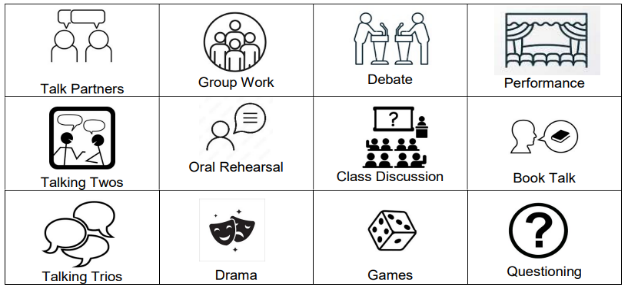 Talk Partners
Group Work
Debate
Performance
Talking Twos
Oral Rehearsal
?
Class Discussion
Book Talk
Talking Trios
Drama
Games
?
Questioning